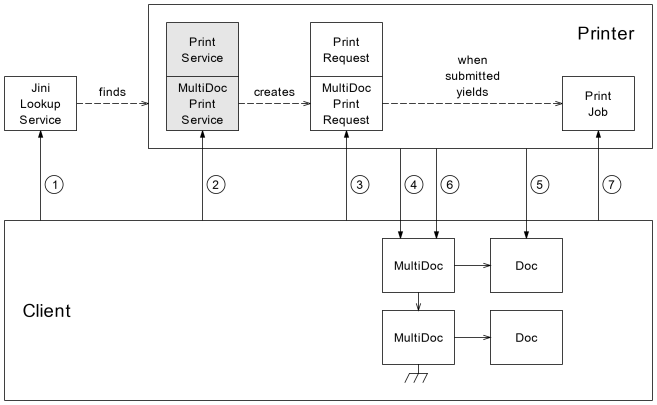 Printer
Print
Service
MultiDoc
Print
Service
Print
Request
MultiDoc
Print
Request
when
submitted
yields
Print
Job
Jini
Lookup
Service
finds
creates
1
2
3
4
6
5
7
Client
MultiDoc
Doc
MultiDoc
Doc